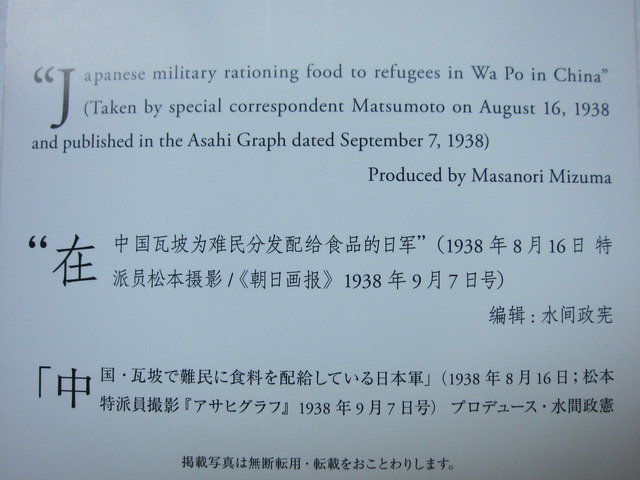 “Japanese military rationing food to refugees in Wa Po in China”
(Taken by special correspondent Matsumoto on August 16, 1938
and published in the Asahi Graph dated September 7, 1938)
Produced by Masanori Mizuma
“在中国瓦坡为难民分发配给食品的日军”（1938 年 8 月 16 日 特
派员松本摄影 /《朝日画报》 1938 年 9 月 7 日号）
编辑 : 水间政宪
「中国・瓦坡で難民に食料を配給している日本軍」（1938 年 8 月 16 日；松本
特派員撮影『アサヒグラフ』 1938 年 9 月 7 日号） プロデュース・水間政憲
掲載写真は無断転用・転載をおことわりします。